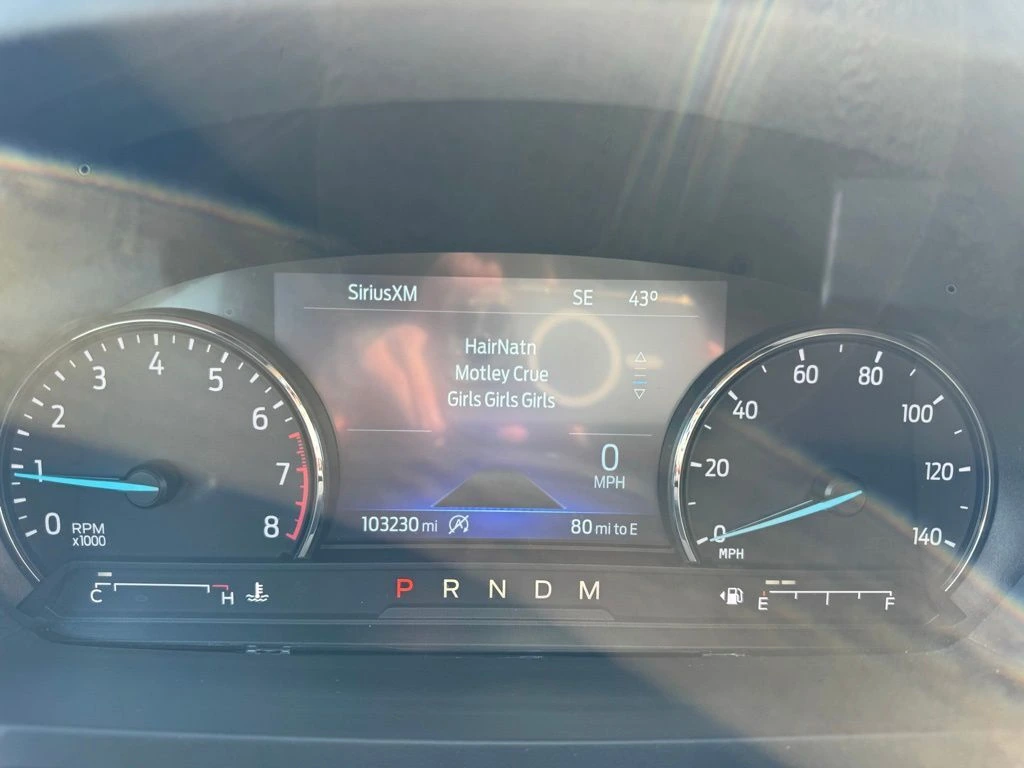 SiriusXM SE 43°
HairNatn
Motley Crue
Girls Girls Girls
0
MPH
103230 mi 80 mi to E
0 1 2 3 4 5 6 7 8
RPM
x1000
0 20 40 60 80 100 120 140
MPH
C H
P R N D M
E F